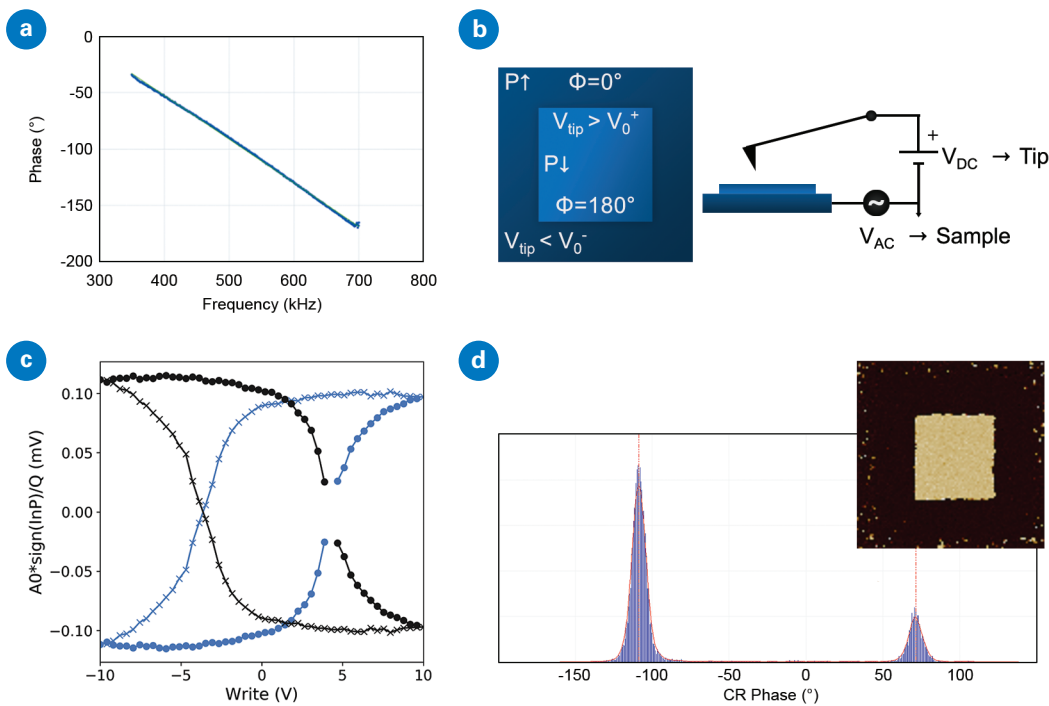 a
0
-50
-100
-150
-200
Phase (°)
300 400 500 600 700 800
Frequency (kHz)
b
P↑ Φ=0°
V_tip > V_0^+
P↓
Φ=180°
V_tip < V_0^-
+
V_DC → Tip
~
V_AC → Sample
c
0.10
0.05
0.00
−0.05
−0.10
A0*sign(InP)/Q (mV)
−10 −5 0 5 10
Write (V)
d
-150 -100 -50 0 50 100
CR Phase (°)